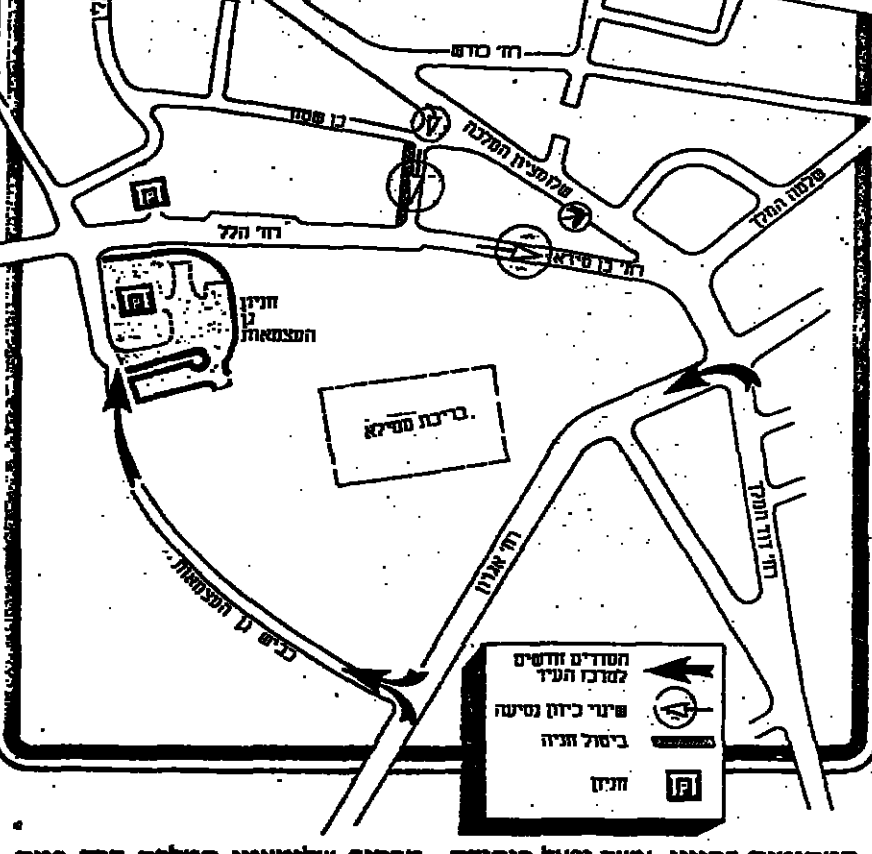 רח' כורש
בן שטח
שלומציון המלכה
שלמה המלך
רח' הלל
רח' בן סירא
חניון
גן
העצמאות
בריכת ממילא
רח' דוד המלך
רח' אגרון
כביש גן העצמאות
הסדרים חדשים
למרכז העיר
שינוי כיוון נסיעה
ביטול חניה
חניון